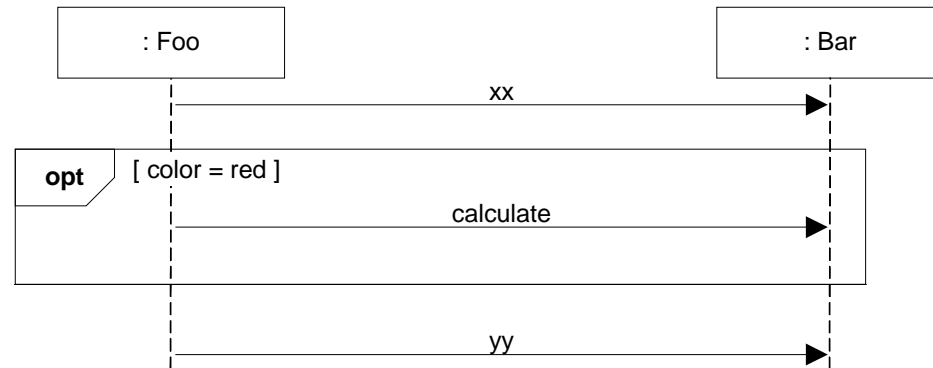 : Foo
: Bar
xx
opt
[ color = red ]
calculate
yy